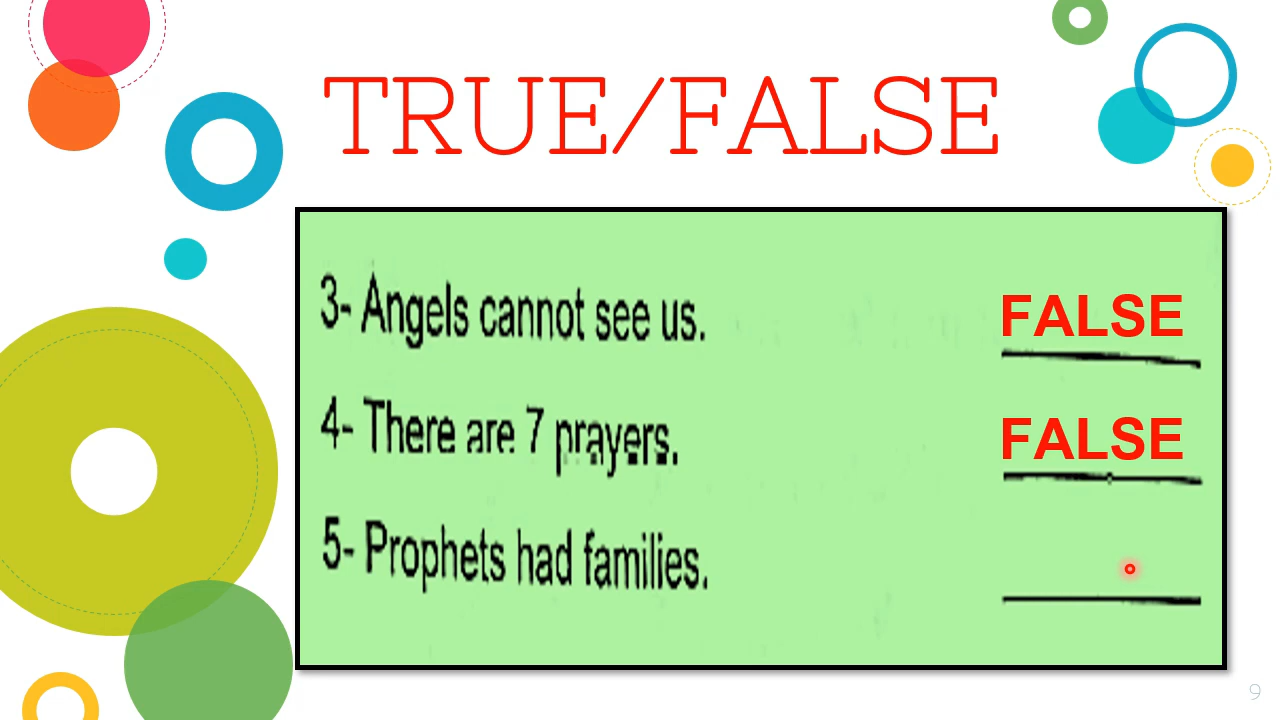 TRUE/FALSE
3- Angels cannot see us. FALSE
4- There are 7 prayers. FALSE
5- Prophets had families.
9